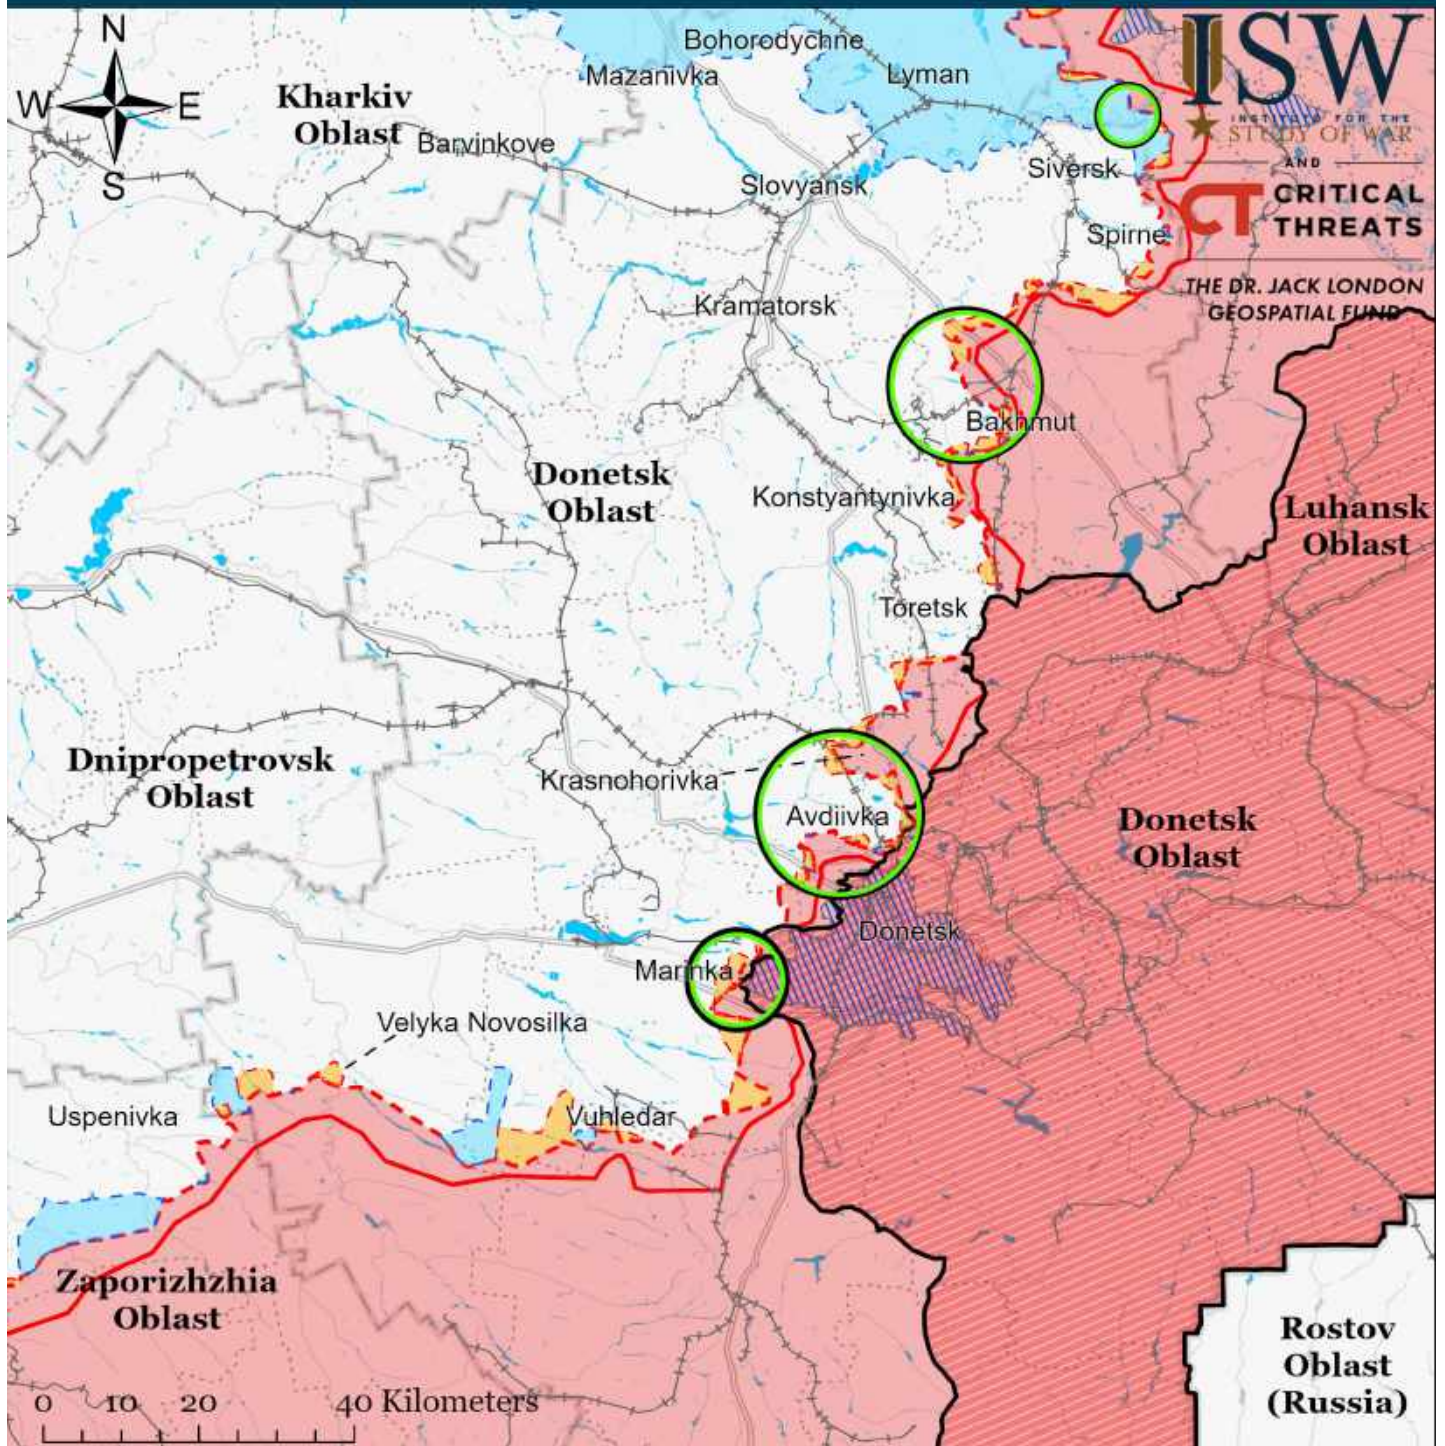 N
W
E
S
Kharkiv
Oblast
Barvinkove
Bohorodychne
Mazanivka
Lyman
ISW
INSTITUTE FOR THE
STUDY OF WAR
AND
CT CRITICAL
THREATS
THE DR. JACK LONDON
GEOSPATIAL FUND
Slovyansk
Siversk
Spirne
Kramatorsk
Bakhmut
Donetsk
Oblast
Konstyantynivka
Luhansk
Oblast
Toretsk
Dnipropetrovsk
Oblast
Krasnohorivka
Avdiivka
Donetsk
Oblast
Donetsk
Marinka
Velyka Novosilka
Uspenivka
Vuhledar
Zaporizhzhia
Oblast
Rostov
Oblast
(Russia)
0 10 20 40 Kilometers